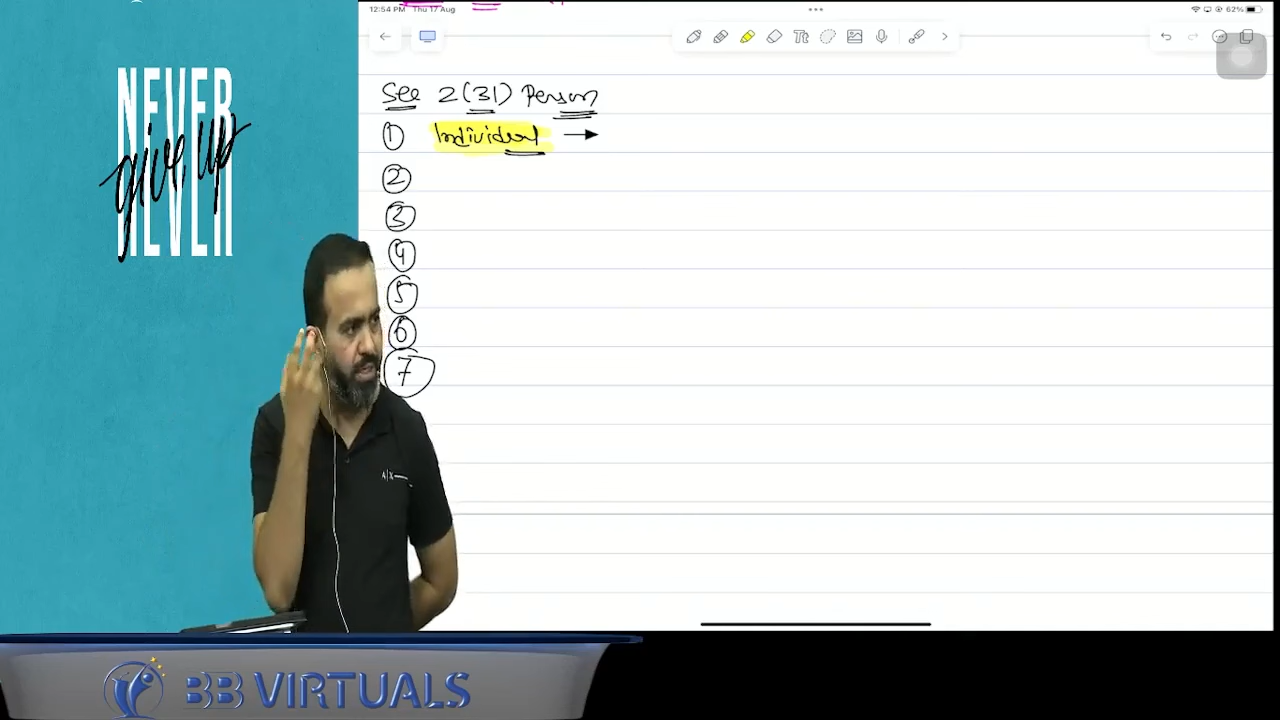 NEVER
give up
NEVER
12:54 PM Thu 17 Aug
62%
Tt
See 2(31) Person
1 Individual →
2
3
4
5
6
7
A|X
BB VIRTUALS